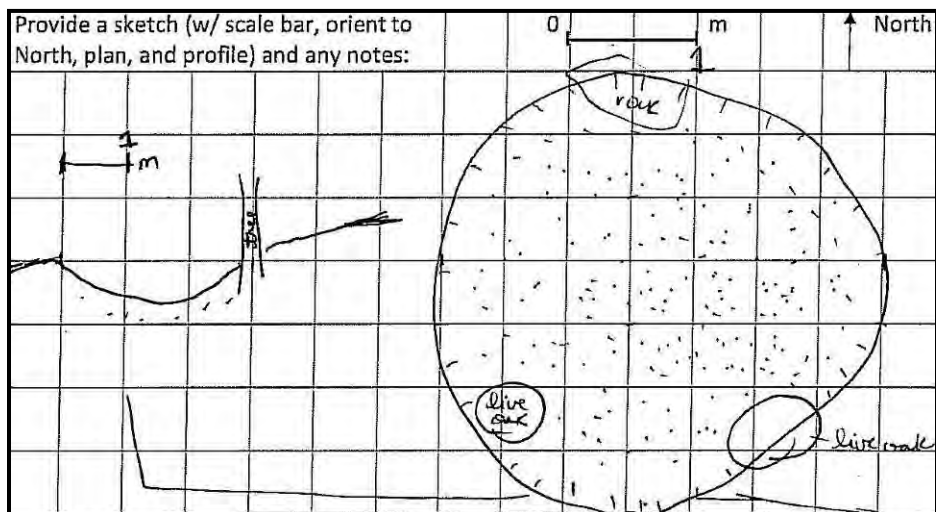 Provide a sketch (w/ scale bar, orient to
North, plan, and profile) and any notes:
0 m
1
North
rock
1
m
tree
live
oak
live oak